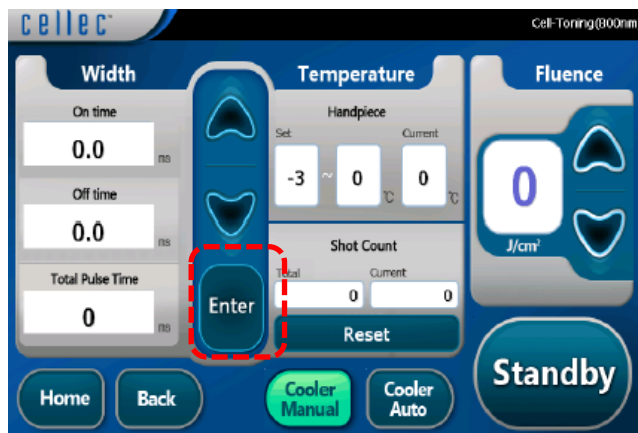 cellec
Cell-Toning(800nm
Width
On time
0.0
ns
Off time
0.0
ns
Total Pulse Time
0
ns
Enter
Temperature
Handpiece
Set
Current
-3 ~ 0 °C
0 °C
Shot Count
Total
Current
0
0
Reset
Fluence
0
J/cm²
Home
Back
Cooler
Manual
Cooler
Auto
Standby